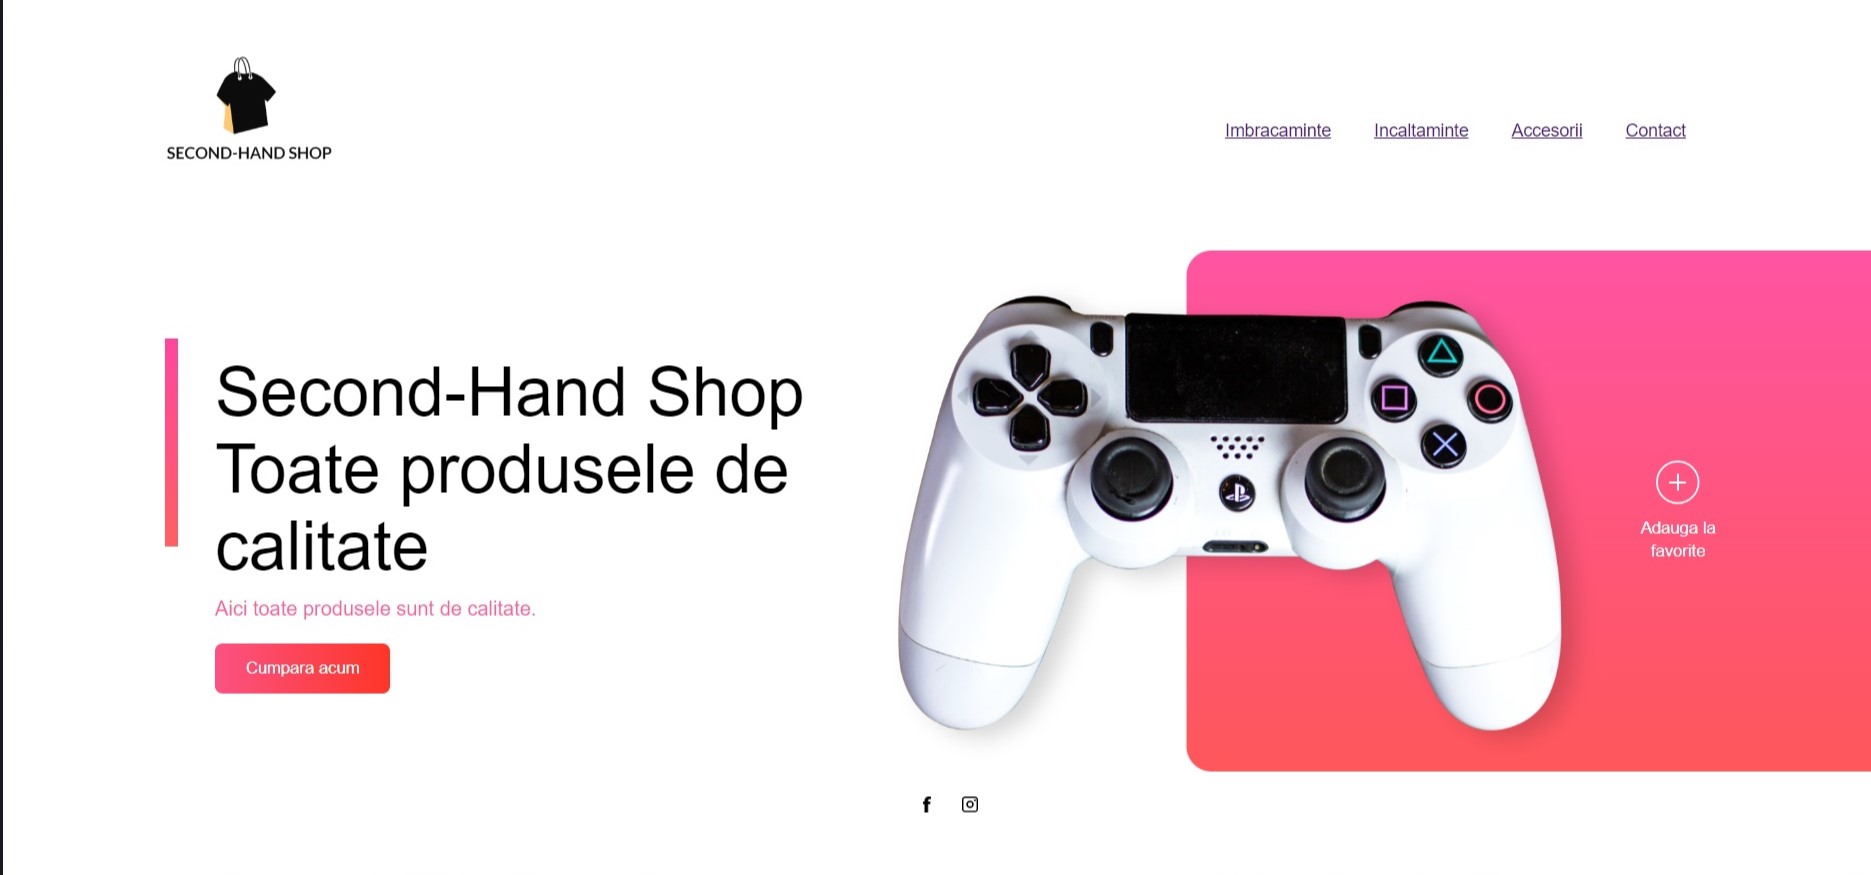 SECOND-HAND SHOP
Imbracaminte Incaltaminte Accesorii Contact
Second-Hand Shop
Toate produsele de
calitate
Aici toate produsele sunt de calitate.
Cumpara acum
Adauga la
favorite